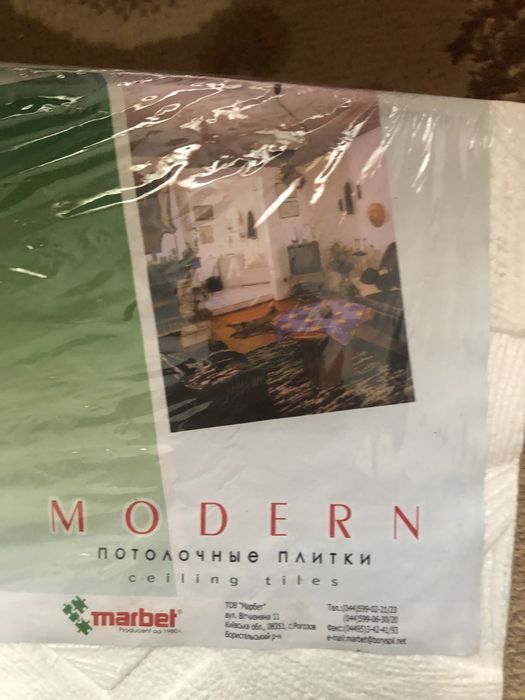 MODERN
ПОТОЛОЧНЫЕ ПЛИТКИ
ceiling tiles
marbet®
Producent od 1980r.
ТОВ "Марбет"
вул. Вітчизняна 11
Київська обл., 08351, с.Рогозов
Бориспільський р-н
Тел.:(044)599-02-21/23
(044)599-06-30/20
Факс:(04495)3-42-41/93
e-mail:marbet@boryspil.net